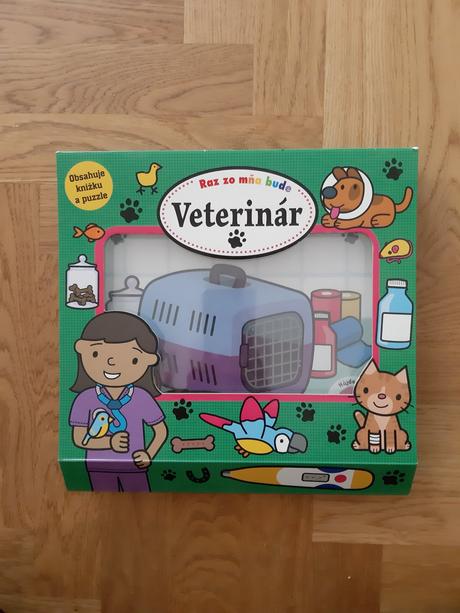 Obsahuje
knižku
a puzzle
Raz zo mňa bude
Veterinár